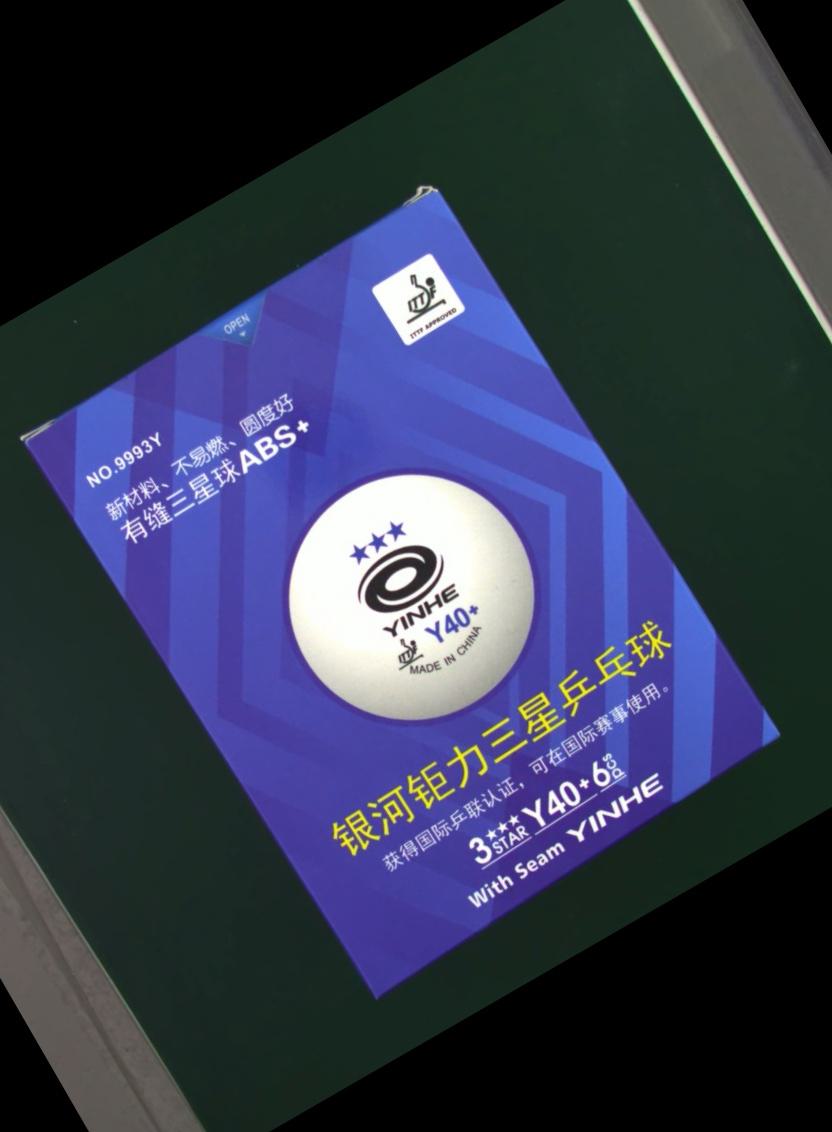 ITTF APPROVED
OPEN
NO.9993Y
新材料、不易燃、圆度好
有缝三星球ABS+
YINHE
Y40+
MADE IN CHINA
银河钜力三星乒乓球
获得国际乒联认证，可在国际赛事使用。
3 STAR Y40+6 PCS
With Seam YINHE